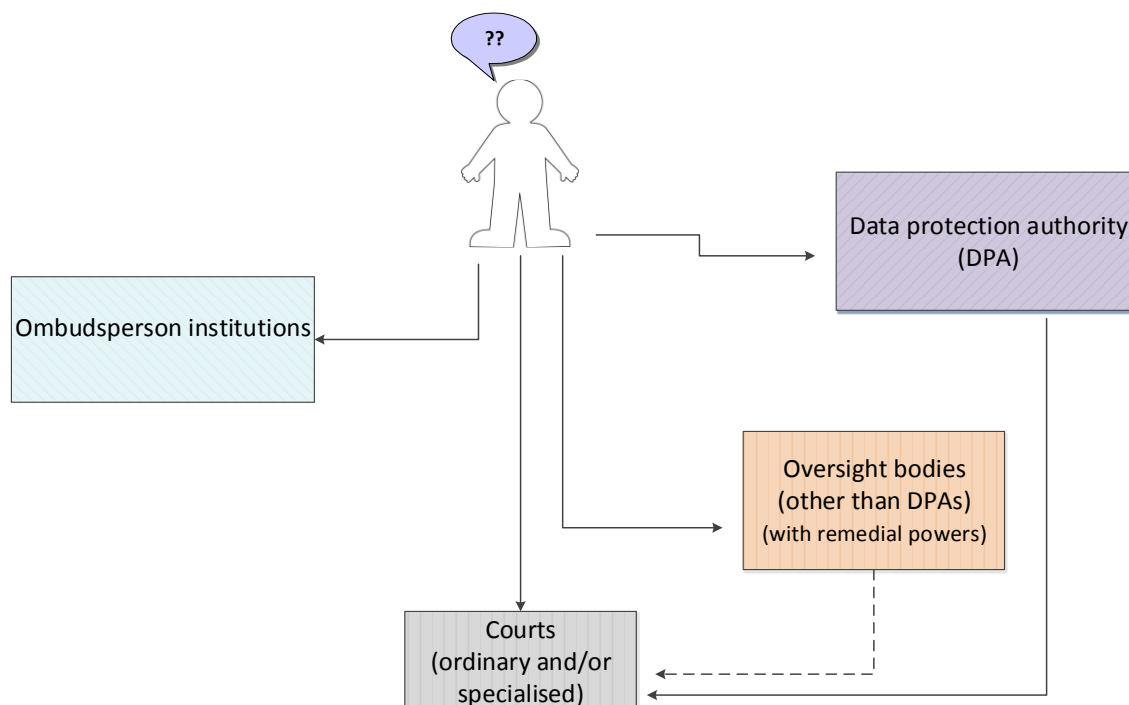 ??
Data protection authority
(DPA)
Ombudsperson institutions
Oversight bodies
(other than DPAs)
(with remedial powers)
Courts
(ordinary and/or
specialised)